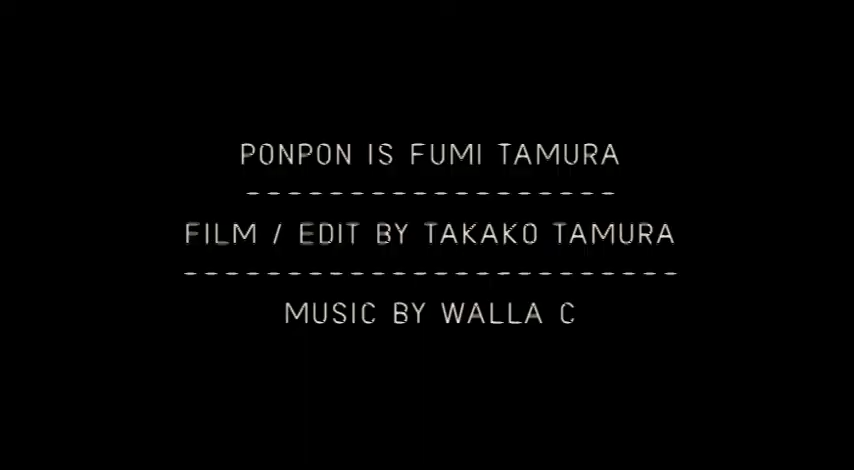 PONPON IS FUMI TAMURA
------------------
FILM / EDIT BY TAKAKO TAMURA
------------------------
MUSIC BY WALLA C